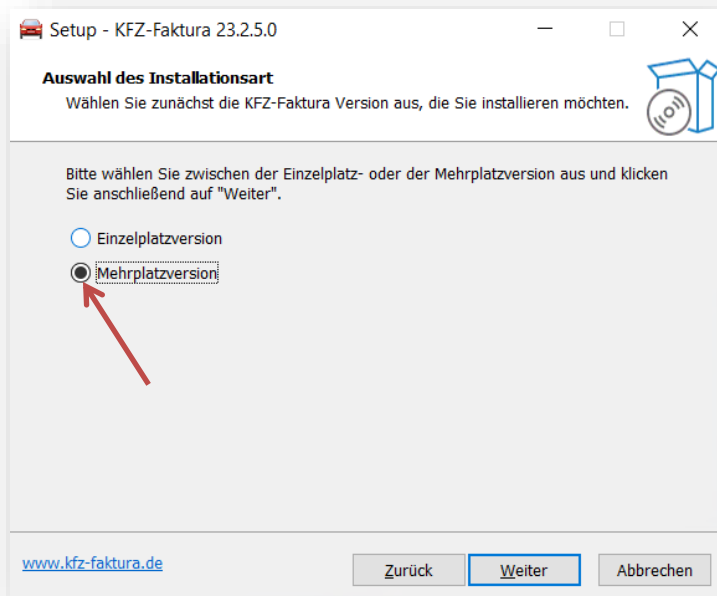 Setup - KFZ-Faktura 23.2.5.0
Auswahl des Installationsart
Wählen Sie zunächst die KFZ-Faktura Version aus, die Sie installieren möchten.
Bitte wählen Sie zwischen der Einzelplatz- oder der Mehrplatzversion aus und klicken
Sie anschließend auf "Weiter".
Einzelplatzversion
Mehrplatzversion
www.kfz-faktura.de
Zurück
Weiter
Abbrechen